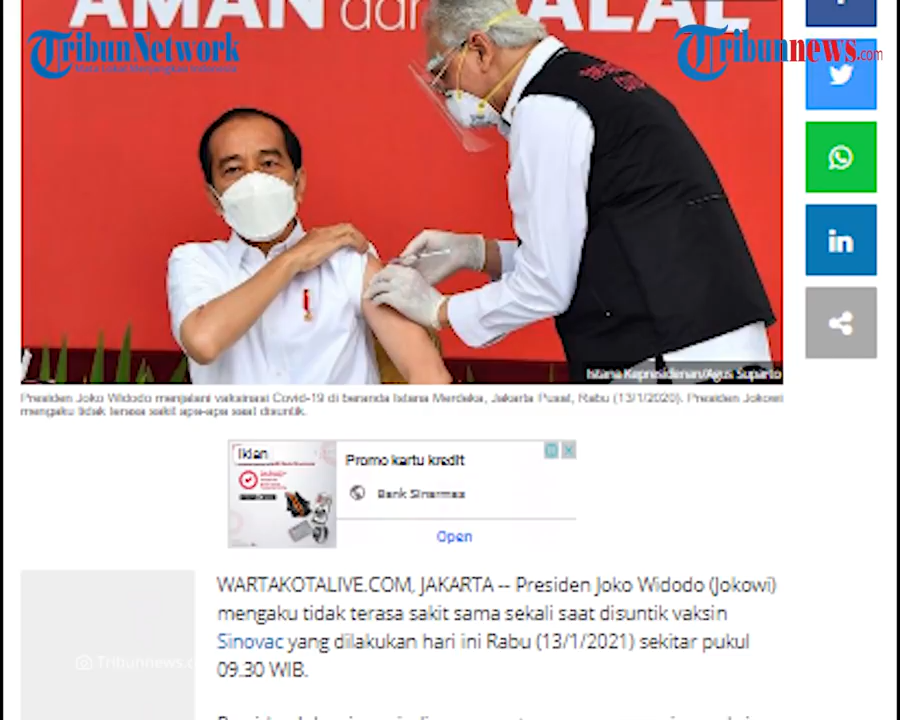 AMAN dan HALAL
Tribun Network
Tribunnews.com
Istana Kepresidenan/Agus Suparto
Presiden Joko Widodo menjalani vaksinasi Covid-19 di beranda Istana Merdeka, Jakarta Pusat, Rabu (13/1/2020). Presiden Jokowi
mengaku tidak terasa sakit apa-apa saat disuntik.
Iklan
Promo kartu kredit
Bank Sinarmas
Open
WARTAKOTALIVE.COM, JAKARTA -- Presiden Joko Widodo (Jokowi)
mengaku tidak terasa sakit sama sekali saat disuntik vaksin
Sinovac yang dilakukan hari ini Rabu (13/1/2021) sekitar pukul
09.30 WIB.
Tribunnews.c